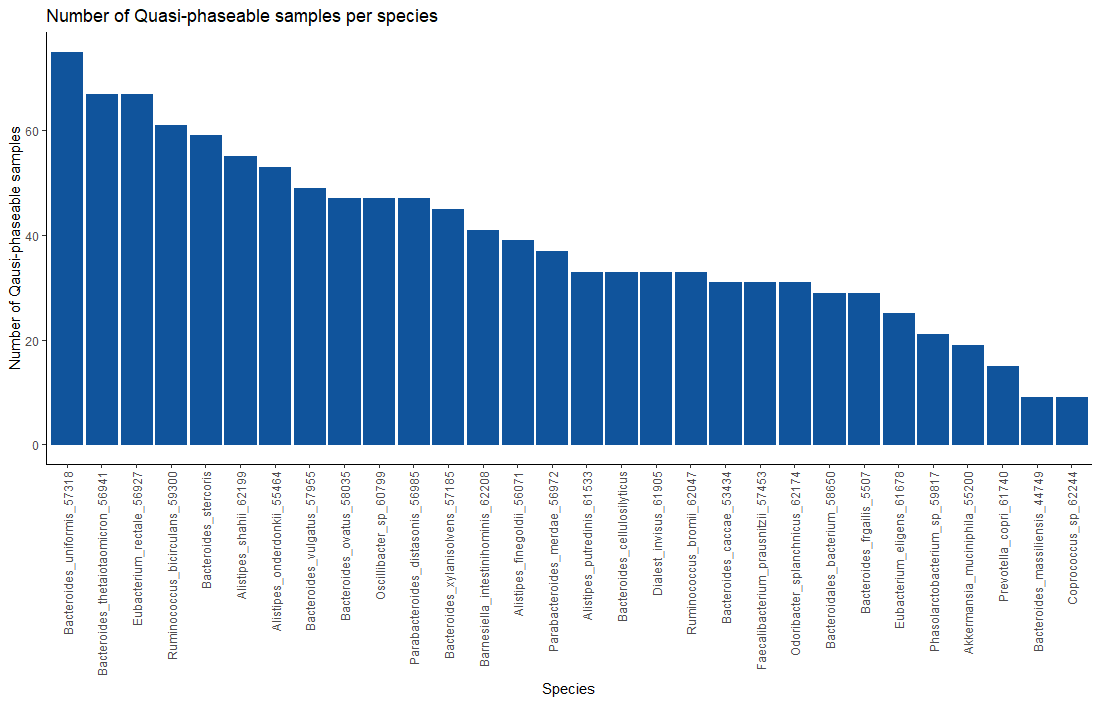 Number of Quasi-phaseable samples per species
Number of Qausi-phaseable samples
60
40
20
0
Bacteroides_uniformis_57318
Bacteroides_thetaiotaomicron_56941
Eubacterium_rectale_56927
Ruminococcus_bicirculans_59300
Bacteroides_stercoris
Alistipes_shahii_62199
Alistipes_onderdonkii_55464
Bacteroides_vulgatus_57955
Bacteroides_ovatus_58035
Oscillibacter_sp_60799
Parabacteroides_distasonis_56985
Bacteroides_xylanisolvens_57185
Barnesiella_intestinihominis_62208
Alistipes_finegoldii_56071
Parabacteroides_merdae_56972
Alistipes_putredinis_61533
Bacteroides_cellulosilyticus
Dialest_invisus_61905
Ruminococcus_bromii_62047
Bacteroides_caccae_53434
Faecalibacterium_prausnitzii_57453
Odoribacter_splanchnicus_62174
Bacteroidales_bacterium_58650
Bacteroides_frgailis_5507
Eubacterium_eligens_61678
Phasolarctobacterium_sp_59817
Akkermansia_muciniphila_55200
Prevotella_copri_61740
Bacteroides_massiliensis_44749
Coprococcus_sp_62244
Species